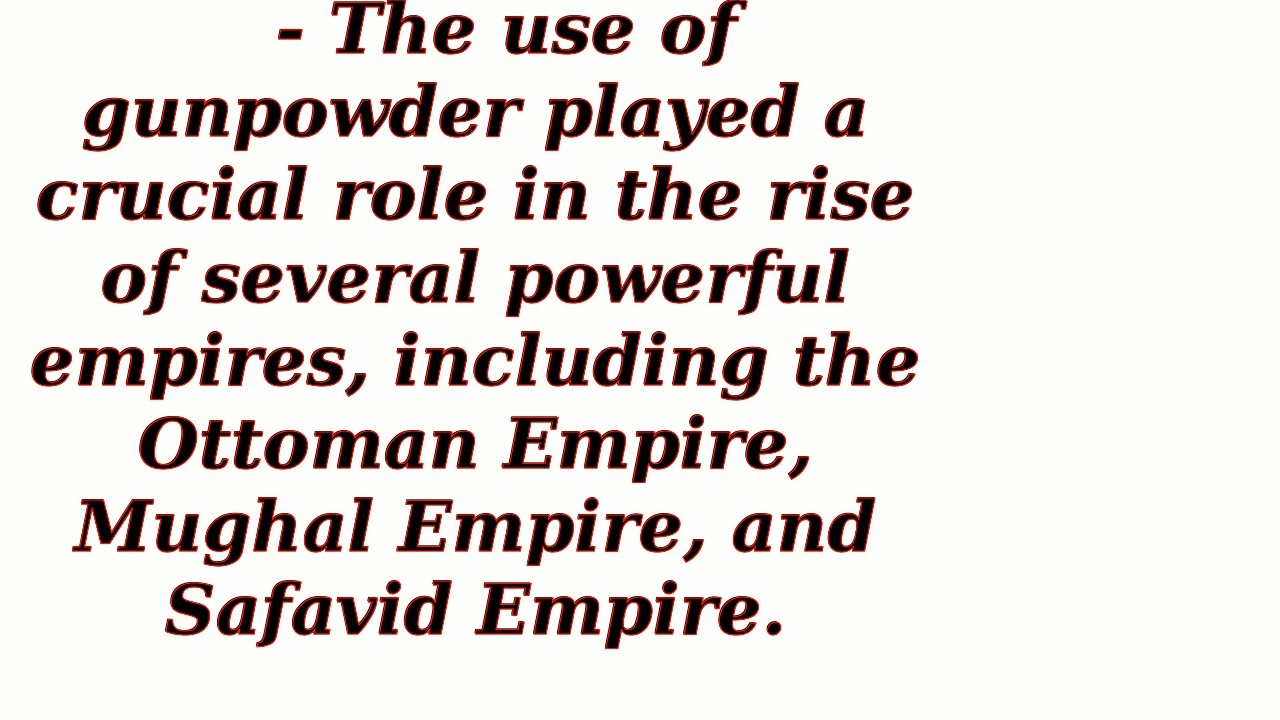 - The use of
gunpowder played a
crucial role in the rise
of several powerful
empires, including the
Ottoman Empire,
Mughal Empire, and
Safavid Empire.